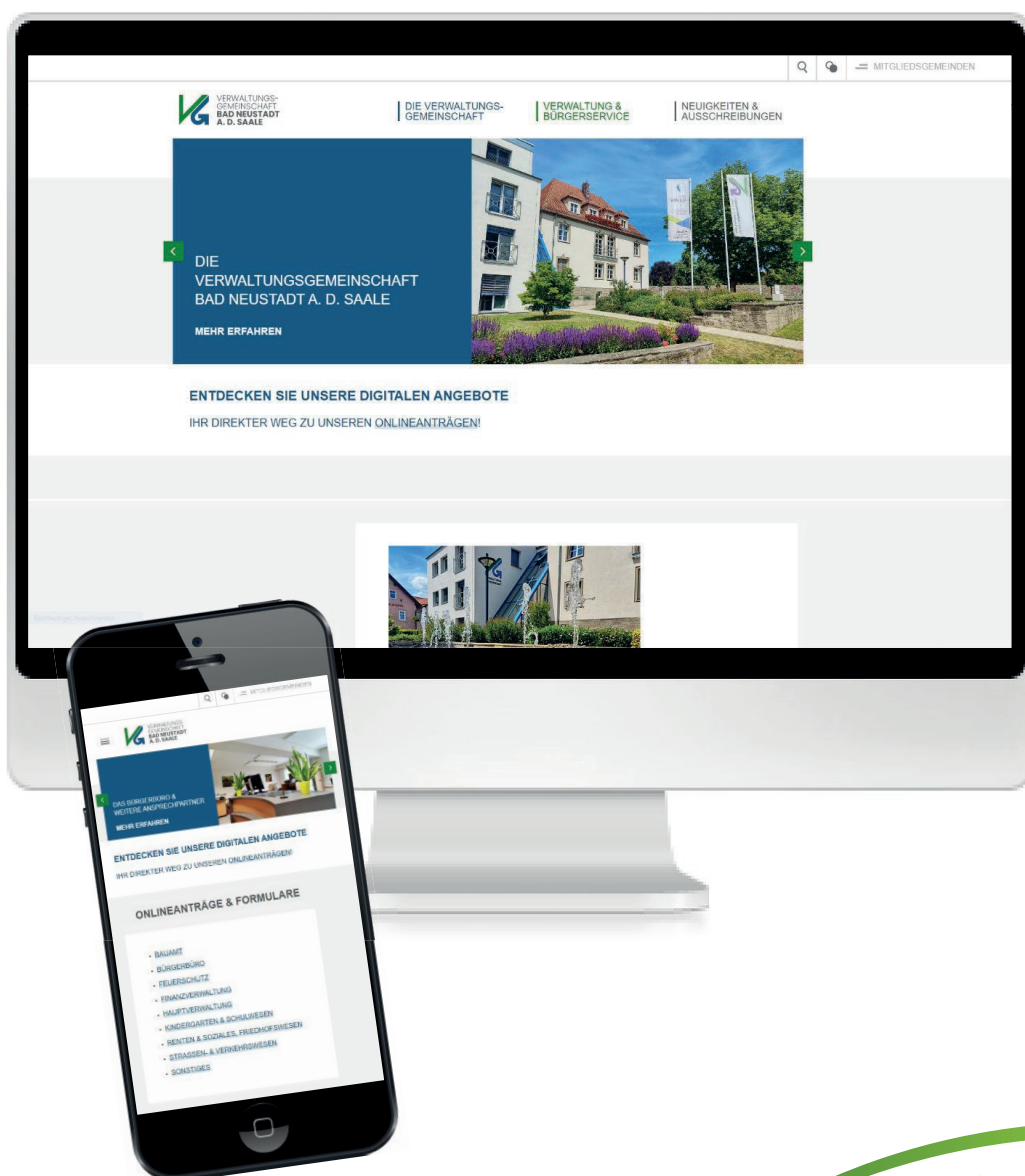 MITGLIEDSGEMEINDEN
VERWALTUNGS-
GEMEINSCHAFT
BAD NEUSTADT
A. D. SAALE
DIE VERWALTUNGS-
GEMEINSCHAFT
VERWALTUNG &
BÜRGERSERVICE
NEUIGKEITEN &
AUSSCHREIBUNGEN
DIE
VERWALTUNGSGEMEINSCHAFT
BAD NEUSTADT A. D. SAALE
MEHR ERFAHREN
ENTDECKEN SIE UNSERE DIGITALEN ANGEBOTE
IHR DIREKTER WEG ZU UNSEREN ONLINEANTRÄGEN!
MITGLIEDSGEMEINDEN
VERWALTUNGS-
GEMEINSCHAFT
BAD NEUSTADT
A. D. SAALE
DAS BÜRGERBÜRO &
WEITERE ANSPRECHPARTNER
MEHR ERFAHREN
ENTDECKEN SIE UNSERE DIGITALEN ANGEBOTE
IHR DIREKTER WEG ZU UNSEREN ONLINEANTRÄGEN!
ONLINEANTRÄGE & FORMULARE
• BAUAMT
• BÜRGERBÜRO
• FEUERSCHUTZ
• FINANZVERWALTUNG
• HAUPTVERWALTUNG
• KINDERGARTEN & SCHULWESEN
• RENTEN & SOZIALES, FRIEDHOFSWESEN
• STRASSEN- & VERKEHRSWESEN
• SONSTIGES